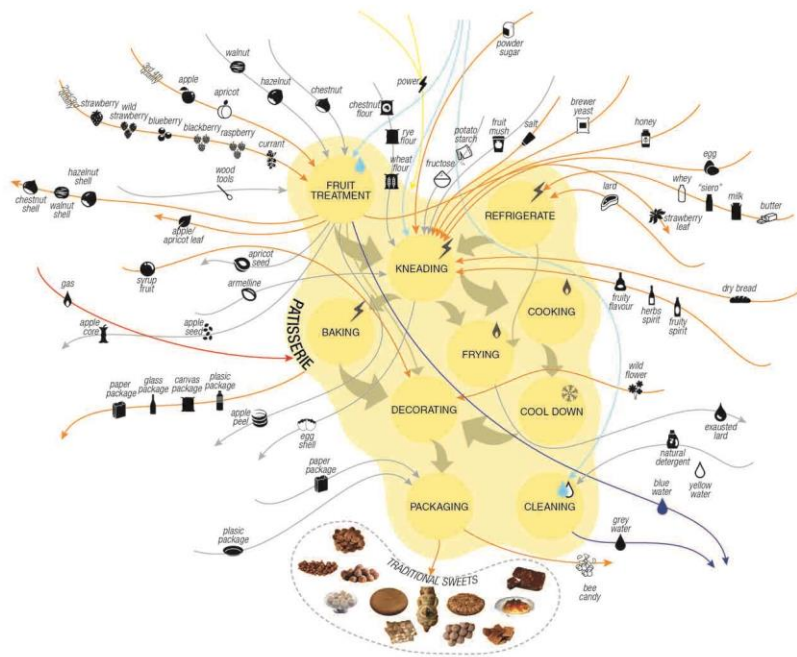 powder
sugar
walnut
hazelnut
chestnut
apple
apricot
strawberry
wild
strawberry
blueberry
blackberry
raspberry
currant
power
chestnut
flour
rye
flour
wheat
flour
fructose
potato
starch
fruit
mush
salt
brewer
yeast
honey
egg
whey
"siero"
milk
butter
lard
strawberry
leaf
FRUIT
TREATMENT
REFRIGERATE
KNEADING
COOKING
BAKING
FRYING
DECORATING
COOL DOWN
PACKAGING
CLEANING
PATISSERIE
wood
tools
hazelnut
shell
walnut
shell
chestnut
shell
apple/
apricot leaf
syrup
fruit
apricot
seed
armelline
gas
apple
core
apple
seed
paper
package
glass
package
canvas
package
plasic
package
apple
peel
egg
shell
fruity
flavour
herbs
spirit
fruity
spirit
dry bread
wild
flower
exausted
lard
natural
detergent
yellow
water
blue
water
grey
water
paper
package
plasic
package
bee
candy
TRADITIONAL SWEETS